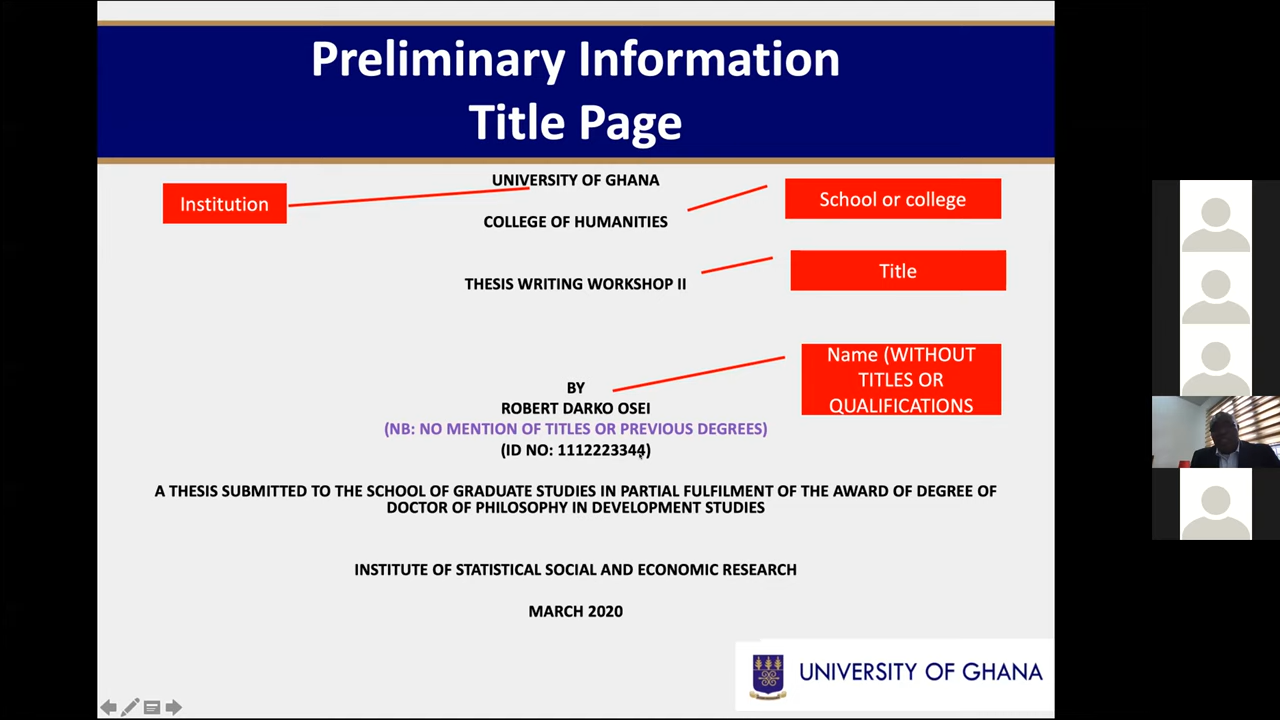 Preliminary Information
Title Page
UNIVERSITY OF GHANA
Institution
School or college
COLLEGE OF HUMANITIES
Title
THESIS WRITING WORKSHOP II
Name (WITHOUT
TITLES OR
QUALIFICATIONS
BY
ROBERT DARKO OSEI
(NB: NO MENTION OF TITLES OR PREVIOUS DEGREES)
(ID NO: 1112223344)
A THESIS SUBMITTED TO THE SCHOOL OF GRADUATE STUDIES IN PARTIAL FULFILMENT OF THE AWARD OF DEGREE OF
DOCTOR OF PHILOSOPHY IN DEVELOPMENT STUDIES
INSTITUTE OF STATISTICAL SOCIAL AND ECONOMIC RESEARCH
MARCH 2020
UNIVERSITY OF GHANA